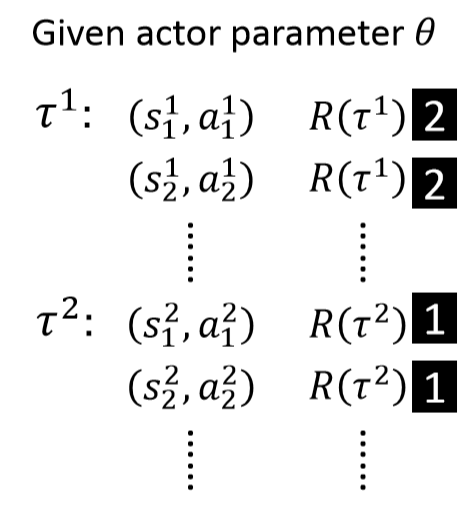 Given actor parameter θ
τ¹: (s₁¹, a₁¹) R(τ¹) 2
(s₂¹, a₂¹) R(τ¹) 2
⋮ ⋮
τ²: (s₁², a₁²) R(τ²) 1
(s₂², a₂²) R(τ²) 1
⋮ ⋮